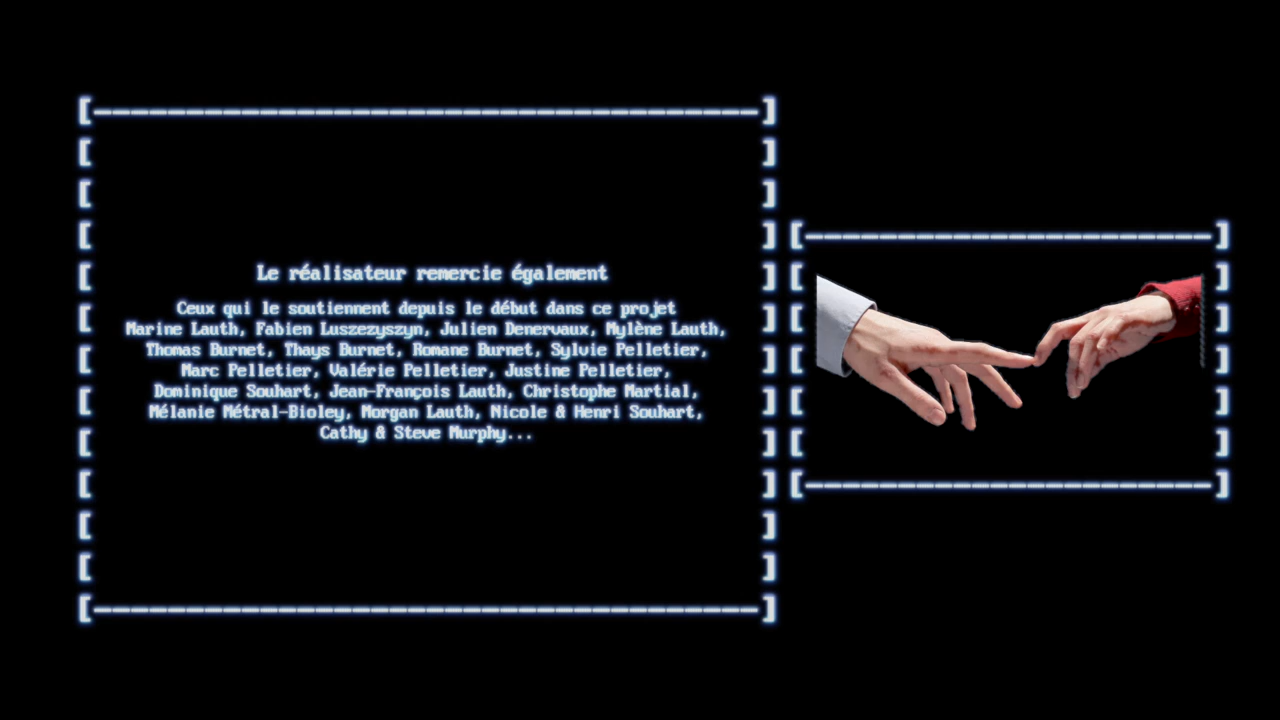 Le réalisateur remercie également
Ceux qui le soutiennent depuis le début dans ce projet
Marine Lauth, Fabien Luszezyszyn, Julien Denervaux, Mylène Lauth,
Thomas Burnet, Thays Burnet, Romane Burnet, Sylvie Pelletier,
Marc Pelletier, Valérie Pelletier, Justine Pelletier,
Dominique Souhart, Jean-François Lauth, Christophe Martial,
Mélanie Métral-Bioley, Morgan Lauth, Nicole & Henri Souhart,
Cathy & Steve Murphy...